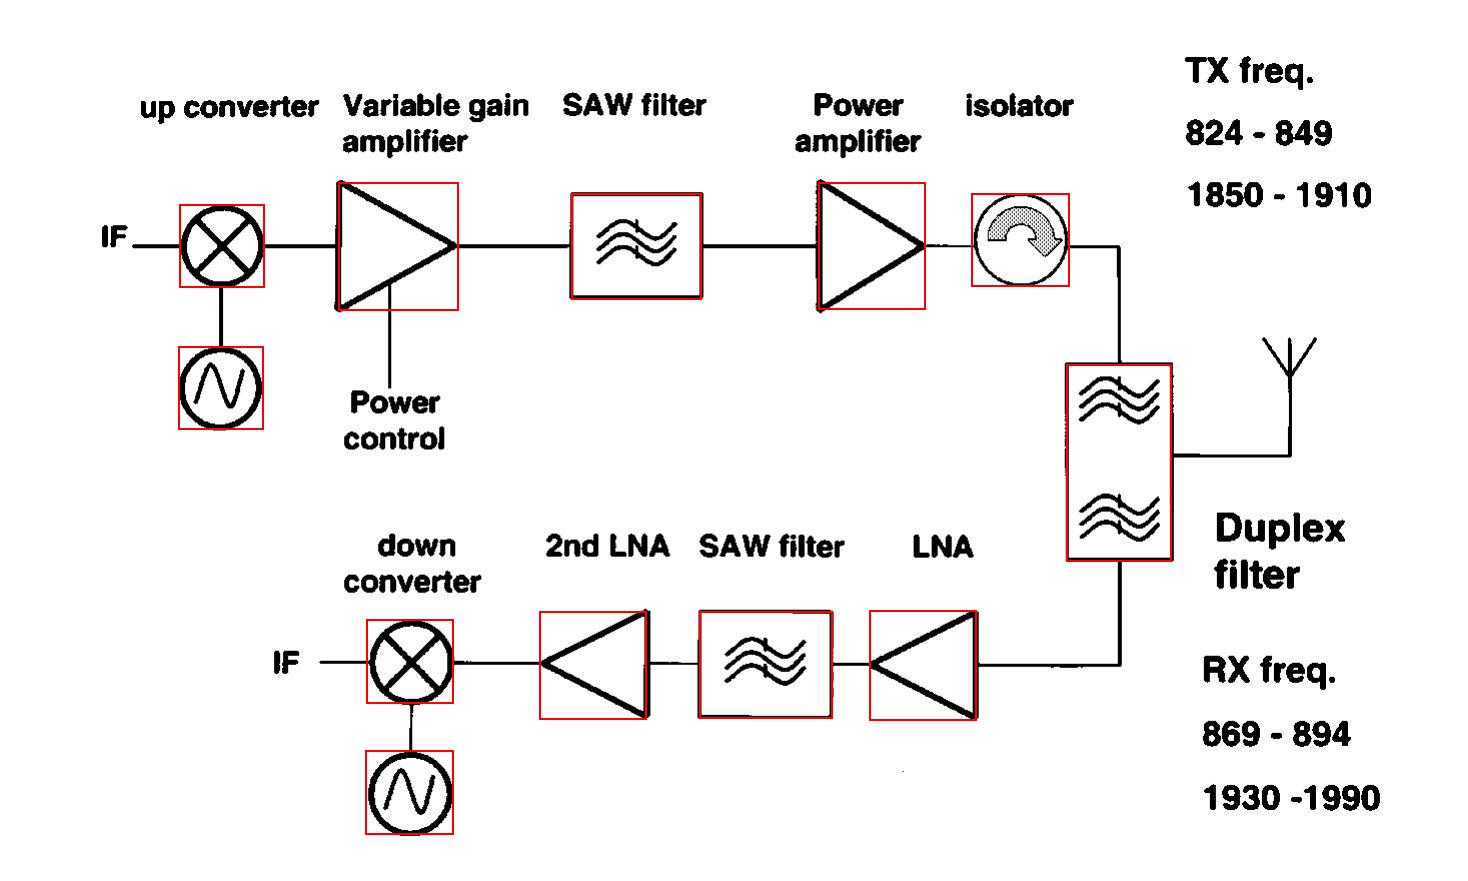 up converter
Variable gain
amplifier
SAW filter
Power
amplifier
isolator
TX freq.
824 - 849
1850 - 1910
IF
Power
control
Duplex
filter
down
converter
2nd LNA
SAW filter
LNA
IF
RX freq.
869 - 894
1930 -1990